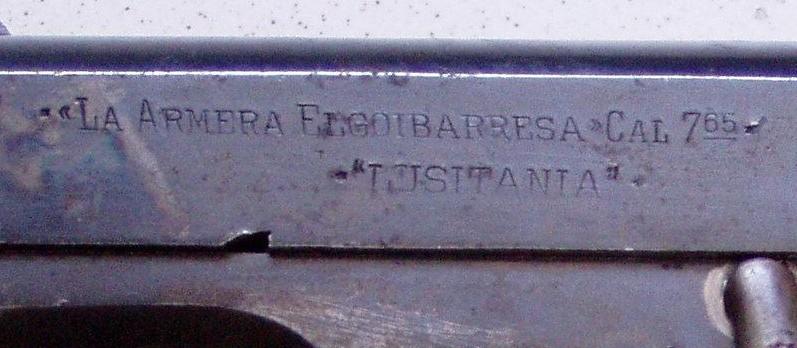 -"LA ARMERA ELGOIBARRESA" CAL 7 65-
-"LUSITANIA"-